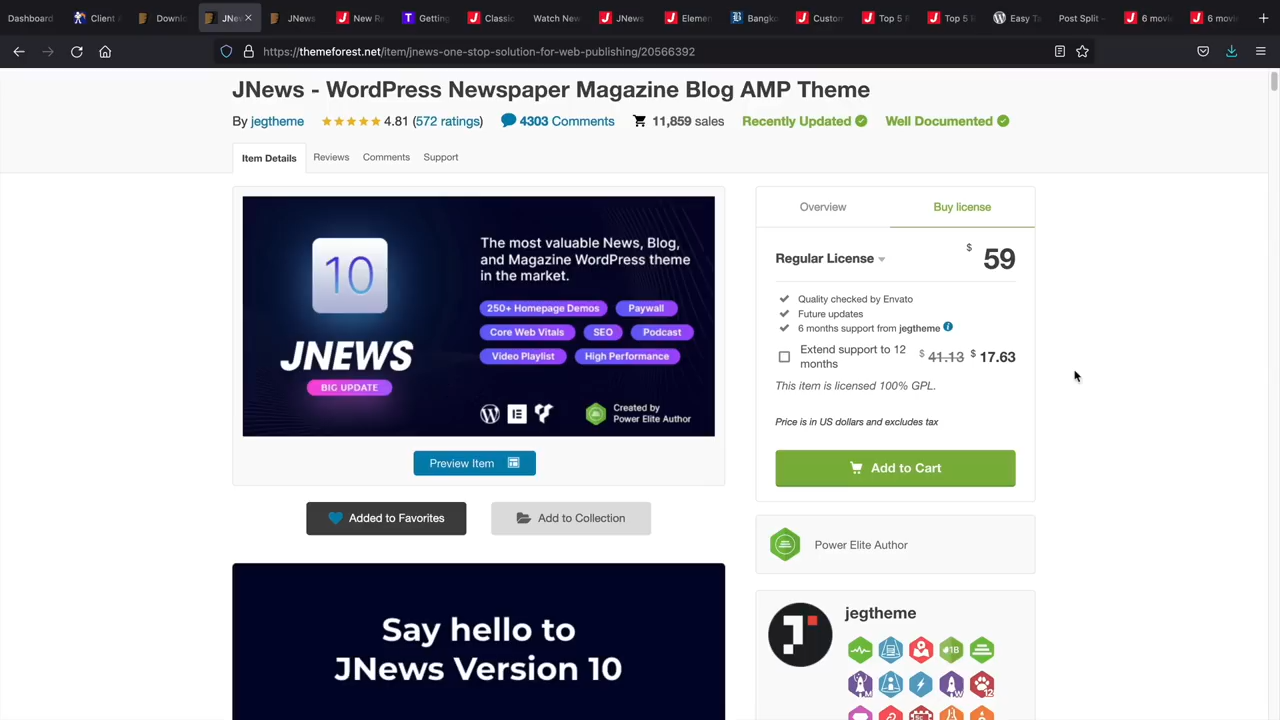 Dashboard
Client A
Downlo
JNew
JNews -
New Re
Getting
Classic
Watch New
JNews
Elemen
Bangko
Custom
Top 5 F
Top 5 B
Easy Ta
Post Split -
6 movi
6 movi
https://themeforest.net/item/jnews-one-stop-solution-for-web-publishing/20566392
JNews - WordPress Newspaper Magazine Blog AMP Theme
By jegtheme 4.81 (572 ratings) 4303 Comments 11,859 sales Recently Updated Well Documented
Item Details Reviews Comments Support
10
JNEWS
BIG UPDATE
The most valuable News, Blog,
and Magazine WordPress theme
in the market.
250+ Homepage Demos Paywall
Core Web Vitals SEO Podcast
Video Playlist High Performance
Created by
Power Elite Author
Preview Item
Added to Favorites Add to Collection
Say hello to
JNews Version 10
Overview Buy license
Regular License $ 59
Quality checked by Envato
Future updates
6 months support from jegtheme
Extend support to 12 $ 41.13 $ 17.63
months
This item is licensed 100% GPL.
Price is in US dollars and excludes tax
Add to Cart
Power Elite Author
jegtheme